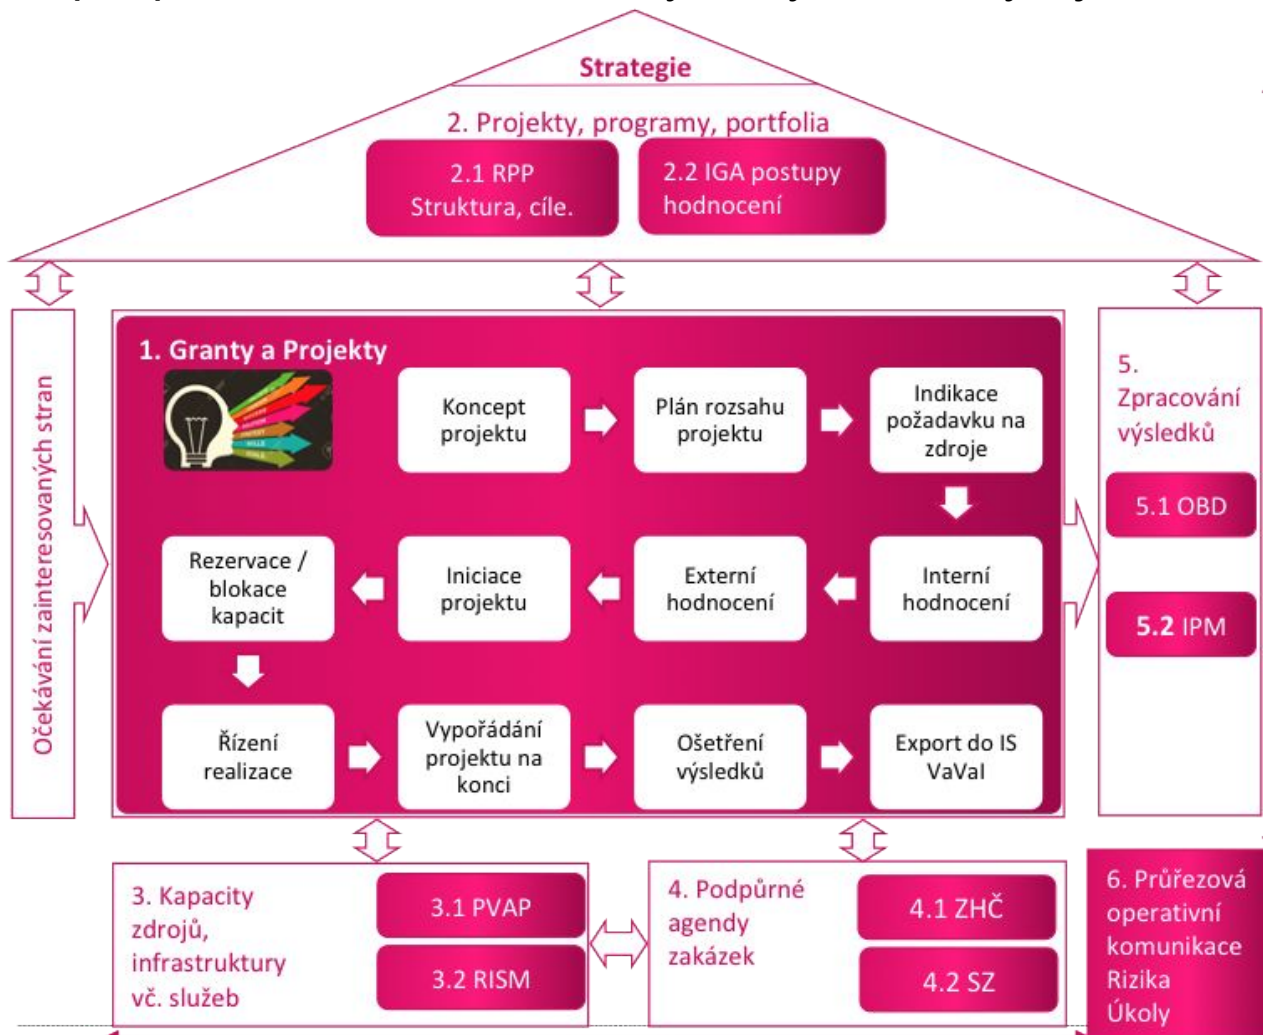 Strategie
2. Projekty, programy, portfolia
2.1 RPP
Struktura, cíle.
2.2 IGA postupy
hodnocení
Očekávání zainteresovaných stran
1. Granty a Projekty
Koncept
projektu
Plán rozsahu
projektu
Indikace
požadavku na
zdroje
Rezervace /
blokace
kapacit
Iniciace
projektu
Externí
hodnocení
Interní
hodnocení
Řízení
realizace
Vypořádání
projektu na
konci
Ošetření
výsledků
Export do IS
VaVaI
5.
Zpracování
výsledků
5.1 OBD
5.2 IPM
3. Kapacity
zdrojů,
infrastruktury
vč. služeb
3.1 PVAP
3.2 RISM
4. Podpůrné
agendy
zakázek
4.1 ZHČ
4.2 SZ
6. Průřezová
operativní
komunikace
Rizika
Úkoly